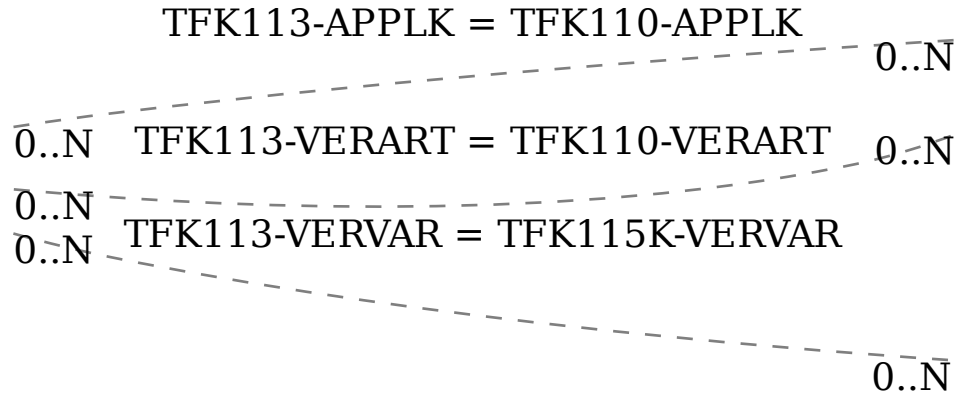 TFK113-APPLK = TFK110-APPLK
0..N
0..N
TFK113-VERART = TFK110-VERART
0..N
0..N
TFK113-VERVAR = TFK115K-VERVAR
0..N
0..N